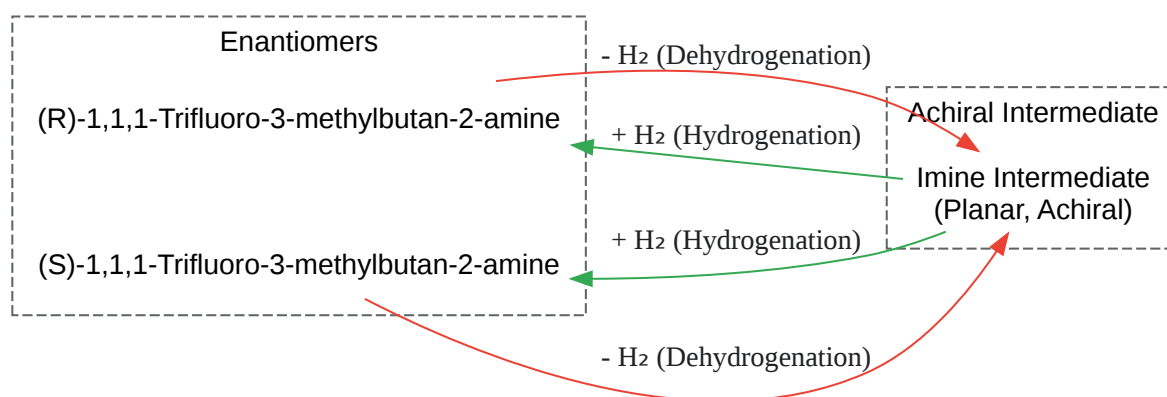 Enantiomers
- H₂ (Dehydrogenation)
(R)-1,1,1-Trifluoro-3-methylbutan-2-amine
Achiral Intermediate
+ H₂ (Hydrogenation)
Imine Intermediate
(Planar, Achiral)
+ H₂ (Hydrogenation)
(S)-1,1,1-Trifluoro-3-methylbutan-2-amine
- H₂ (Dehydrogenation)